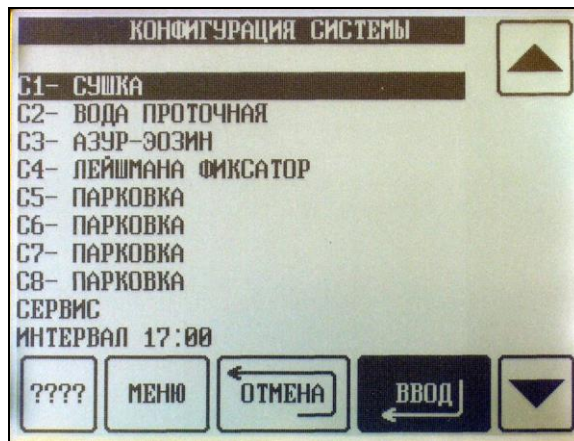 КОНФИГУРАЦИЯ СИСТЕМЫ
С1- СУШКА
С2- ВОДА ПРОТОЧНАЯ
С3- АЗУР-ЭОЗИН
С4- ЛЕЙШМАНА ФИКСАТОР
С5- ПАРКОВКА
С6- ПАРКОВКА
С7- ПАРКОВКА
С8- ПАРКОВКА
СЕРВИС
ИНТЕРВАЛ 17:00
???? МЕНЮ ОТМЕНА ВВОД